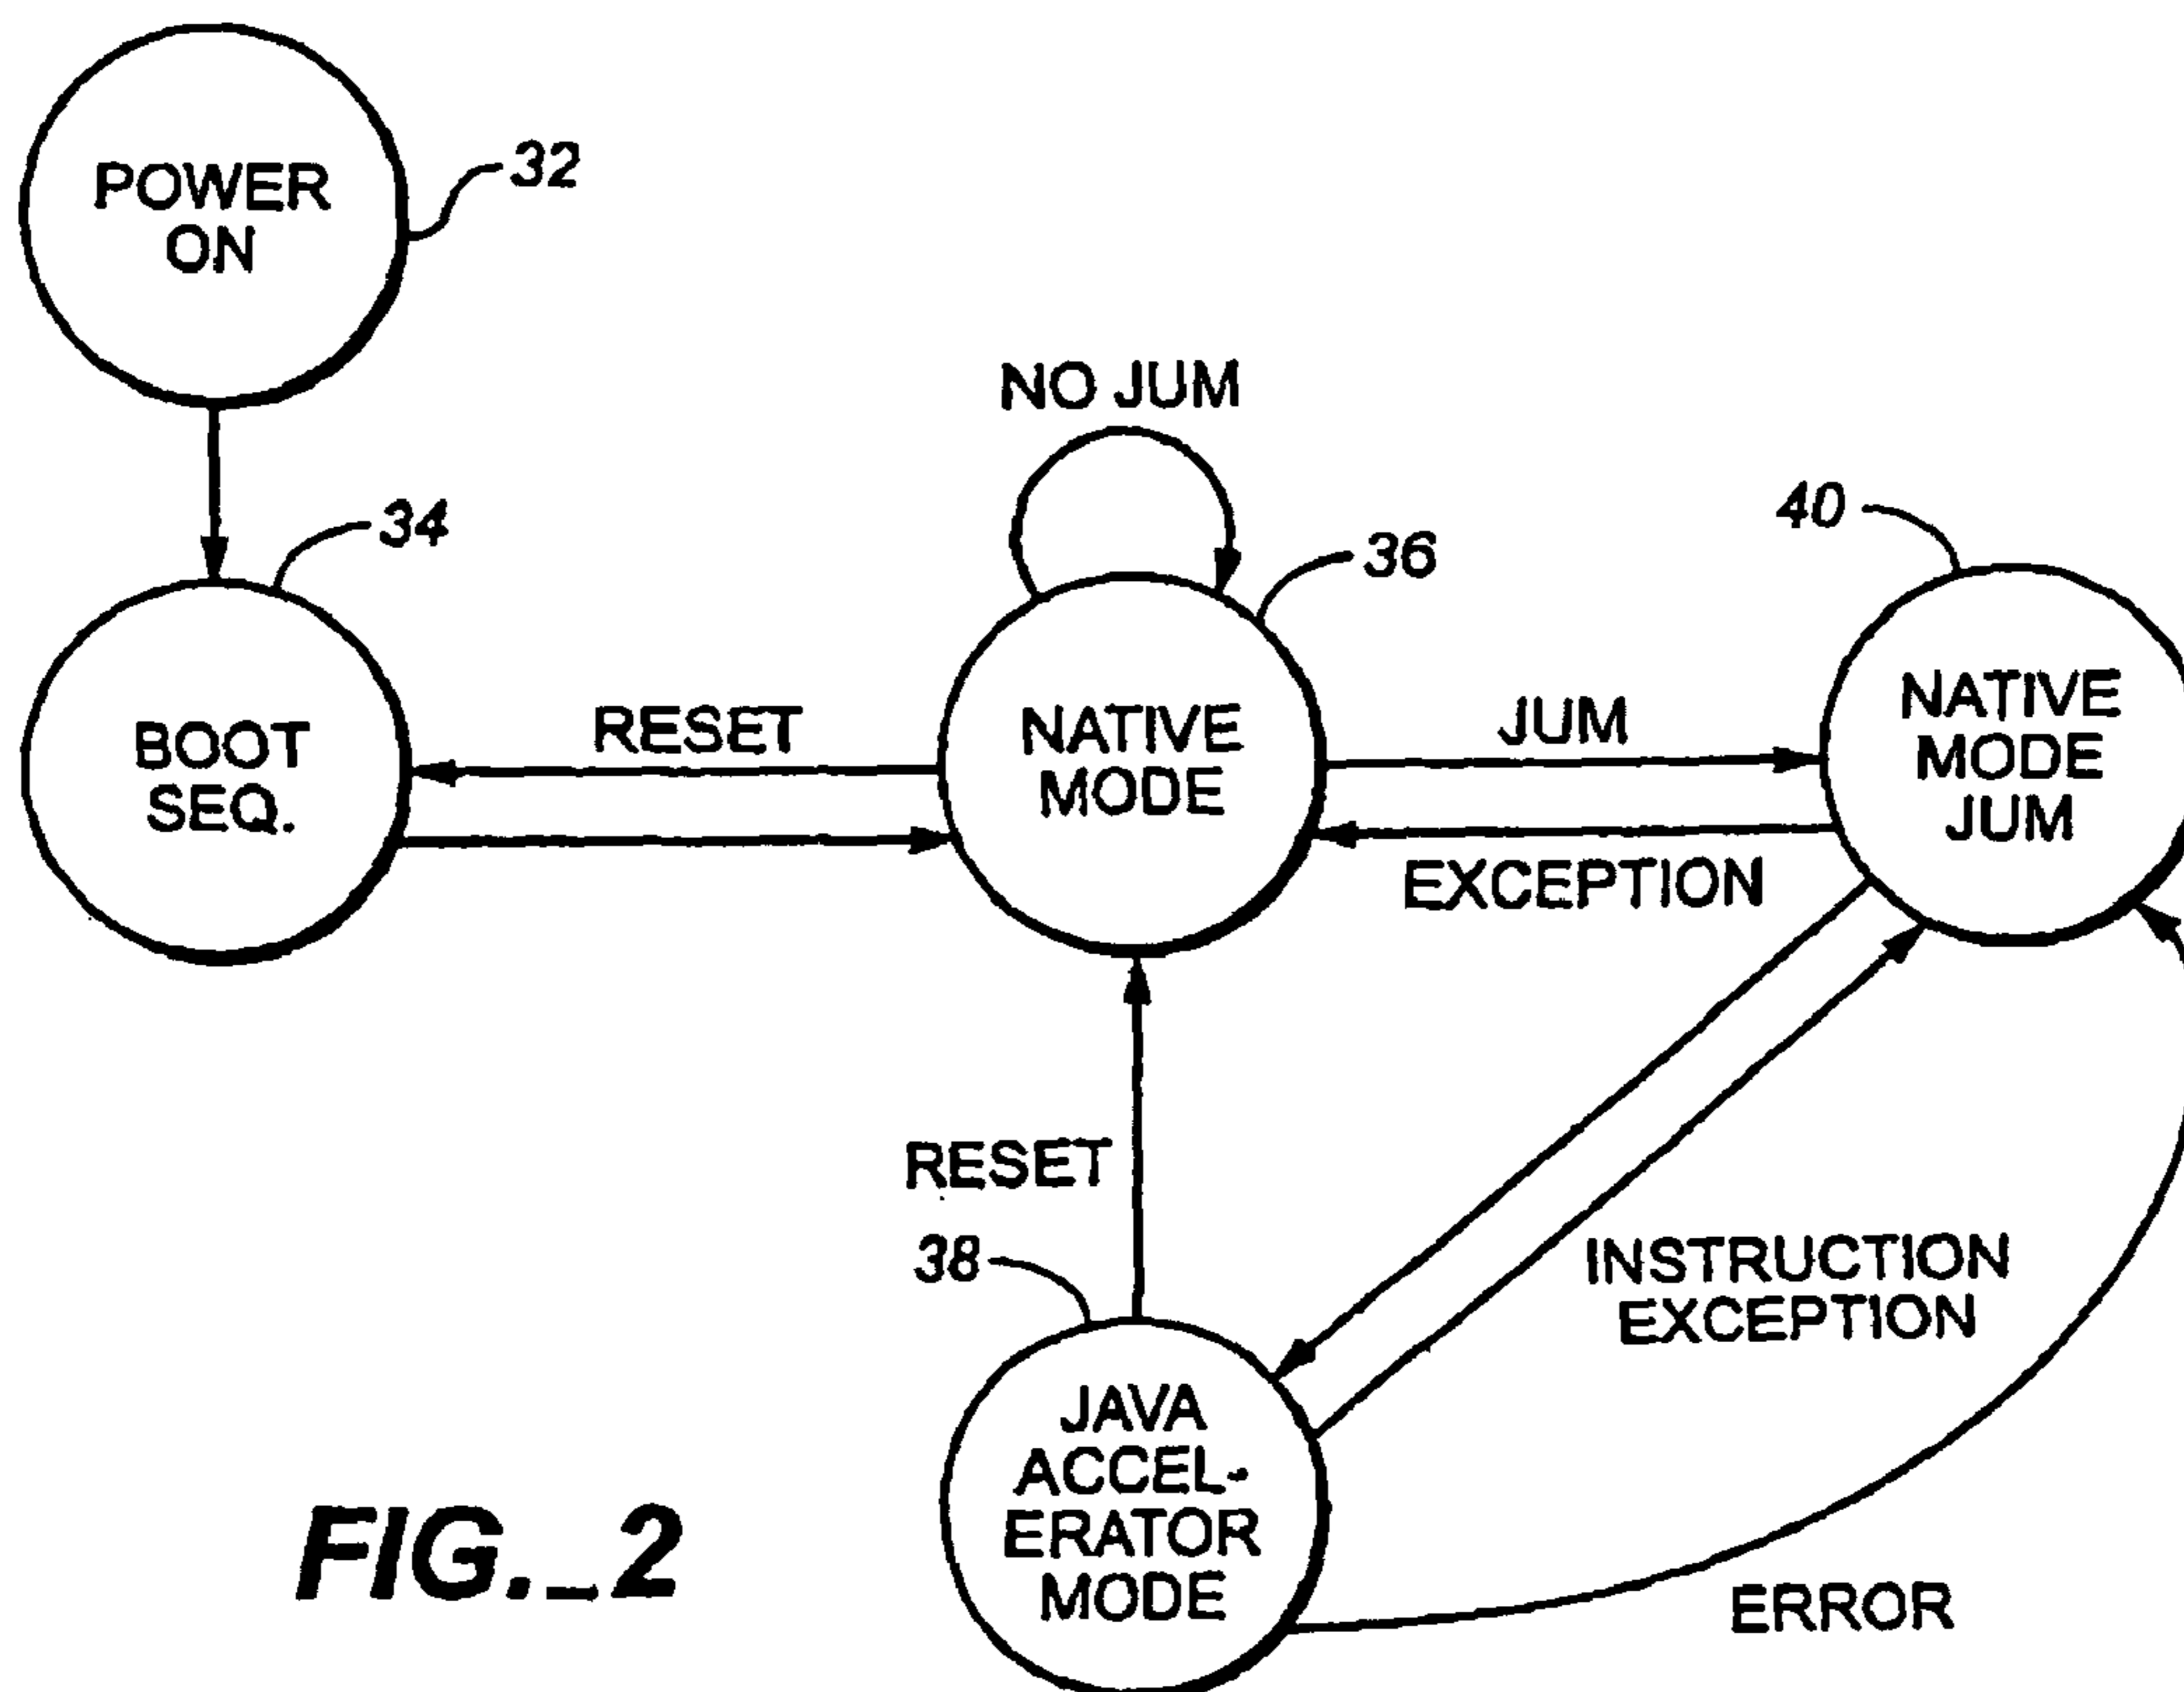 POWER
ON
32
NO JUM
34
36
40
BOOT
SEQ.
RESET
NATIVE
MODE
JUM
NATIVE
MODE
JUM
EXCEPTION
RESET
38
INSTRUCTION
EXCEPTION
JAVA
ACCEL-
ERATOR
MODE
ERROR
FIG._2